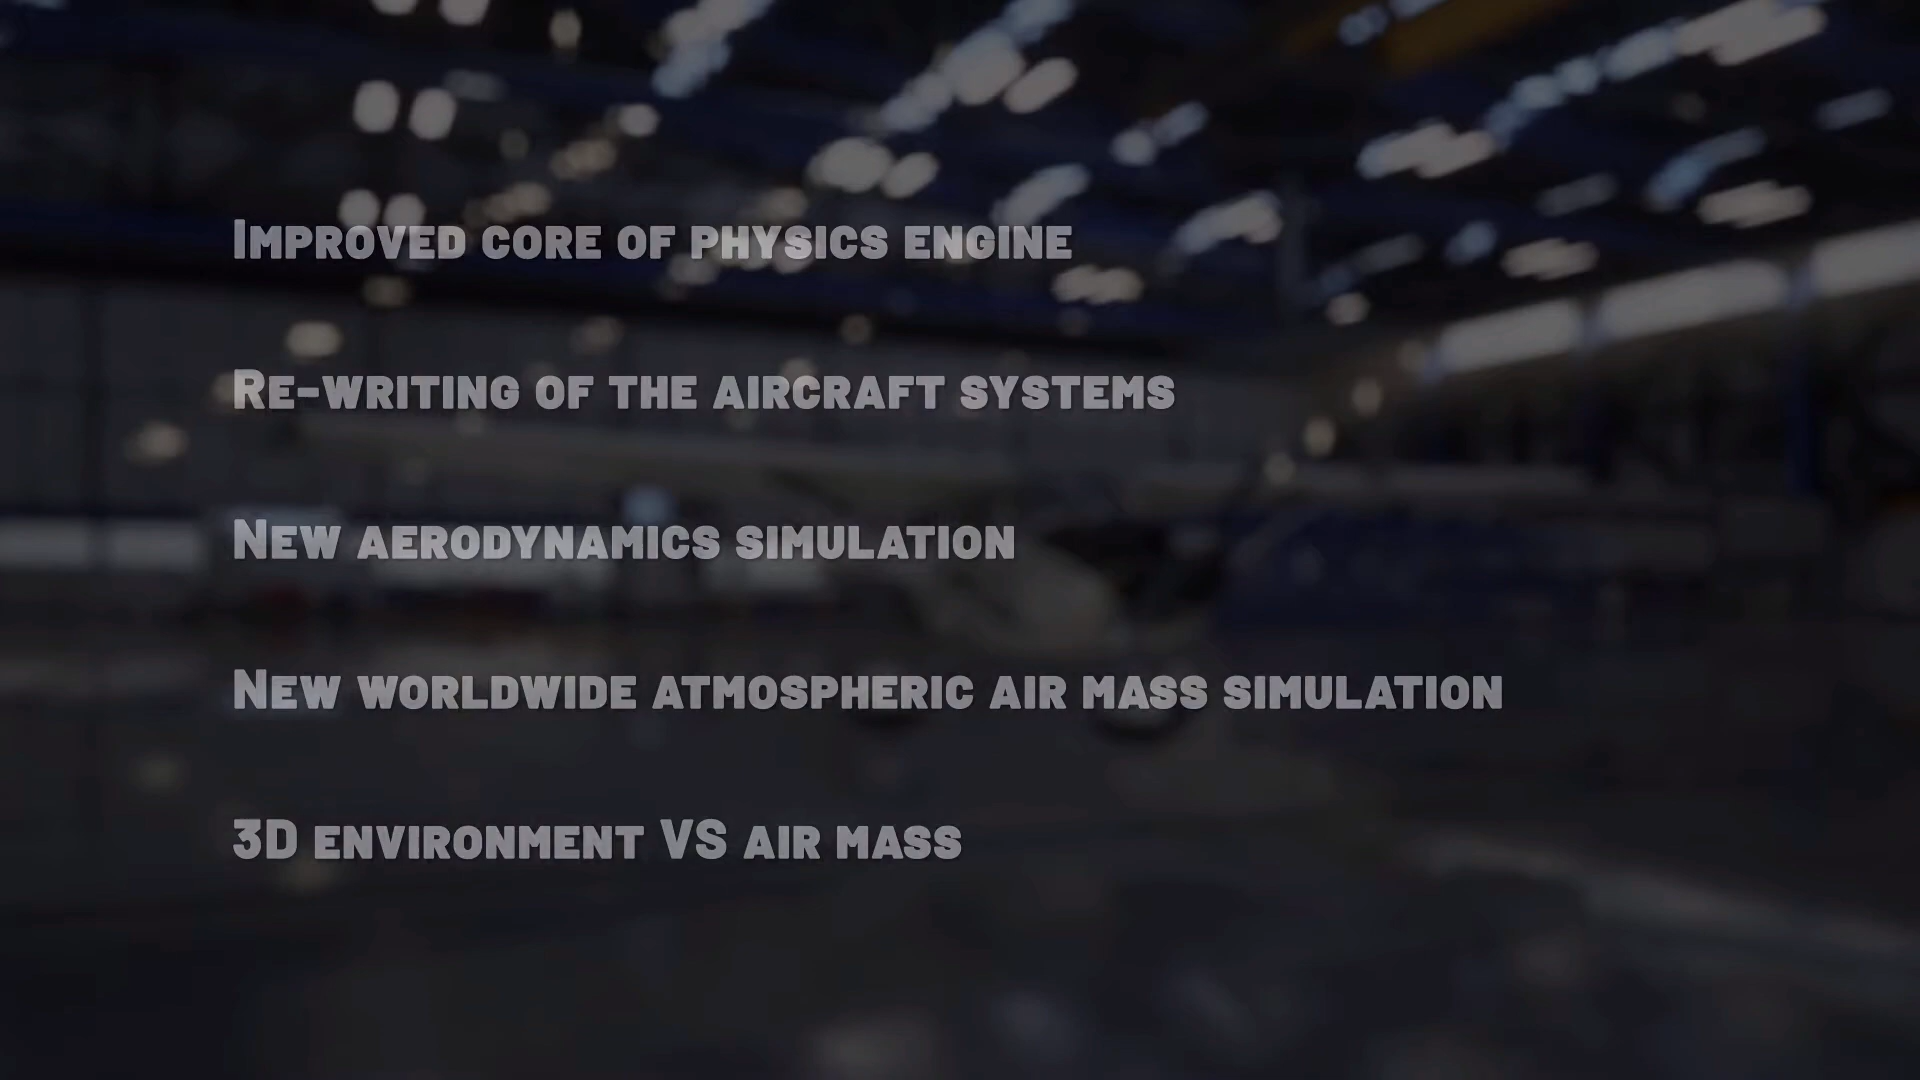 Improved core of physics engine
Re-writing of the aircraft systems
New aerodynamics simulation
New worldwide atmospheric air mass simulation
3D environment VS air mass